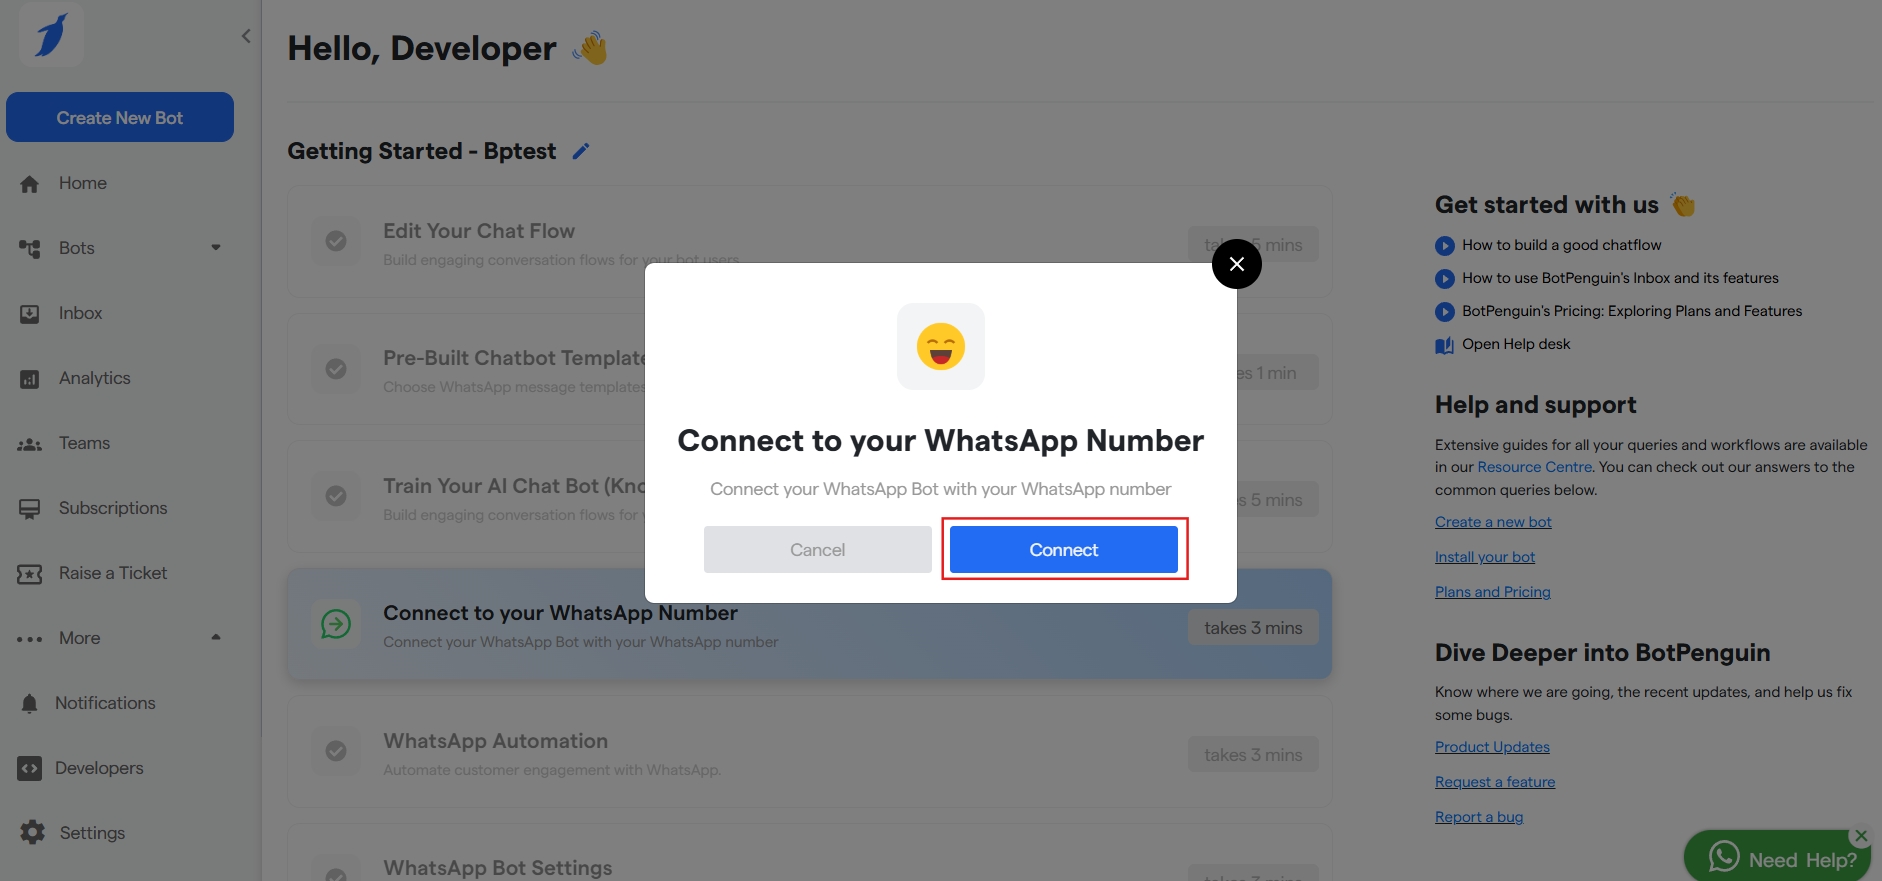 Hello, Developer
Create New Bot
Home
Bots
Inbox
Analytics
Teams
Subscriptions
Raise a Ticket
More
Notifications
Developers
Settings
Getting Started - Bptest
Edit Your Chat Flow
Build engaging conversation flows for your bot users.
5 mins
Pre-Built Chatbot
Choose WhatsApp message templates
1 min
Train Your AI Chat Bot
Build engaging conversation flows for
5 mins
Connect to your WhatsApp Number
Connect your WhatsApp Bot with your WhatsApp number
Cancel
Connect
Connect to your WhatsApp Number
Connect your WhatsApp Bot with your WhatsApp number
takes 3 mins
WhatsApp Automation
Automate customer engagement with WhatsApp.
takes 3 mins
WhatsApp Bot Settings
Get started with us
How to build a good chatflow
How to use BotPenguin's Inbox and its features
BotPenguin's Pricing: Exploring Plans and Features
Open Help desk
Help and support
Extensive guides for all your queries and workflows are available
in our Resource Centre. You can check out our answers to the
common queries below.
Create a new bot
Install your bot
Plans and Pricing
Dive Deeper into BotPenguin
Know where we are going, the recent updates, and help us fix
some bugs.
Product Updates
Request a feature
Report a bug
Need Help?